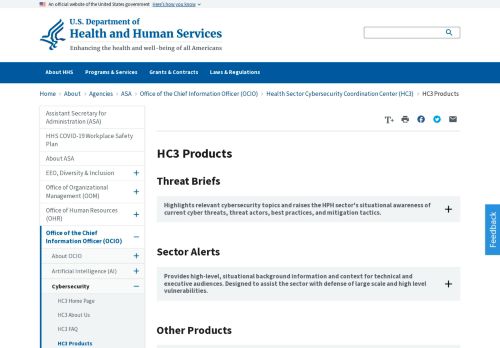 An official website of the United States government Here's how you know
U.S. Department of
Health and Human Services
Enhancing the health and well-being of all Americans
About HHS Programs & Services Grants & Contracts Laws & Regulations
Home › About › Agencies › ASA › Office of the Chief Information Officer (OCIO) › Health Sector Cybersecurity Coordination Center (HC3) › HC3 Products
Assistant Secretary for
Administration (ASA)
HHS COVID-19 Workplace Safety
Plan
About ASA
EEO, Diversity & Inclusion
Office of Organizational
Management (OOM)
Office of Human Resources
(OHR)
Office of the Chief
Information Officer (OCIO)
About OCIO
Artificial Intelligence (AI)
Cybersecurity
HC3 Home Page
HC3 About Us
HC3 FAQ
HC3 Products
T+
HC3 Products
Threat Briefs
Highlights relevant cybersecurity topics and raises the HPH sector's situational awareness of
current cyber threats, threat actors, best practices, and mitigation tactics.
Sector Alerts
Provides high-level, situational background information and context for technical and
executive audiences. Designed to assist the sector with defense of large scale and high level
vulnerabilities.
Other Products
Feedback